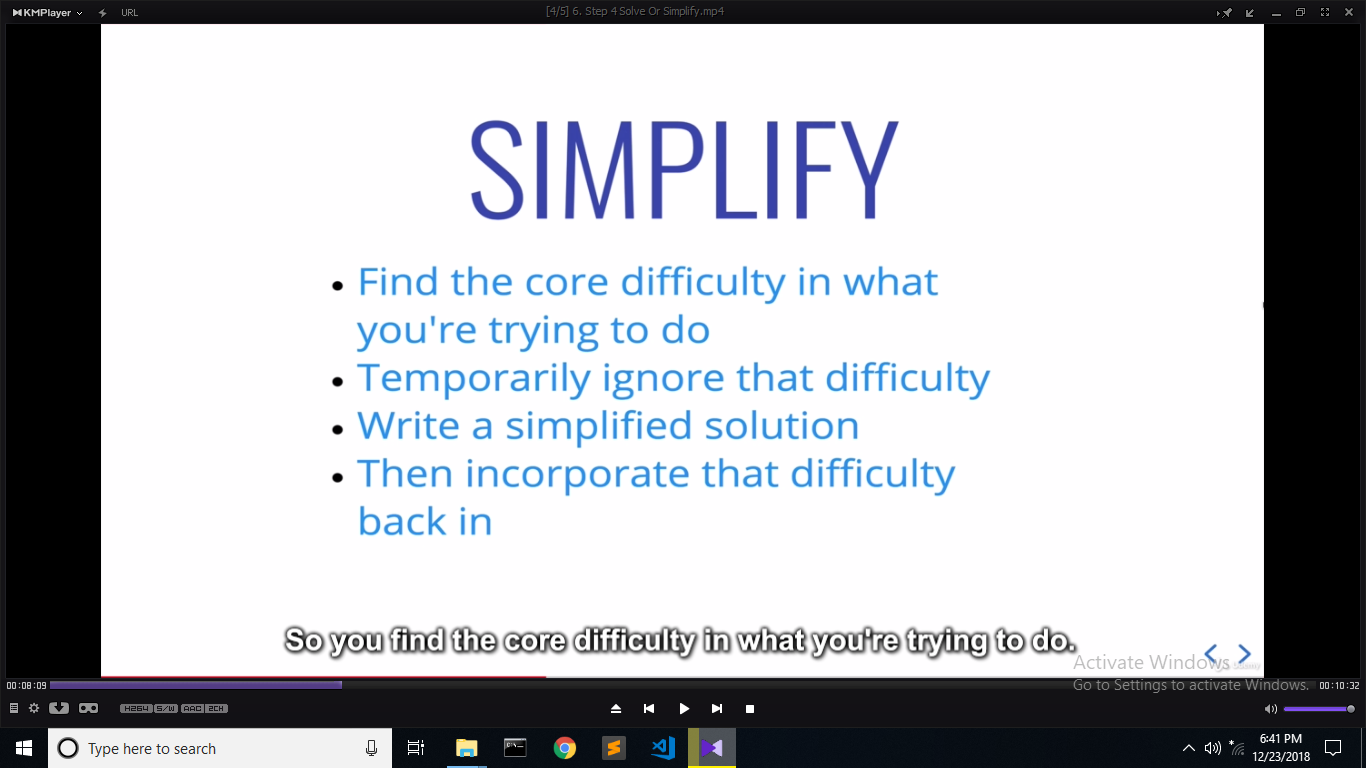 KMPlayer
URL
[4/5] 6. Step 4 Solve Or Simplify.mp4
SIMPLIFY
• Find the core difficulty in what
you're trying to do
• Temporarily ignore that difficulty
• Write a simplified solution
• Then incorporate that difficulty
back in
So you find the core difficulty in what you're trying to do.
Activate Windows
Go to Settings to activate Windows.
00:08:09
00:10:32
H264 S/W AAC 2CH
Type here to search
6:41 PM
12/23/2018